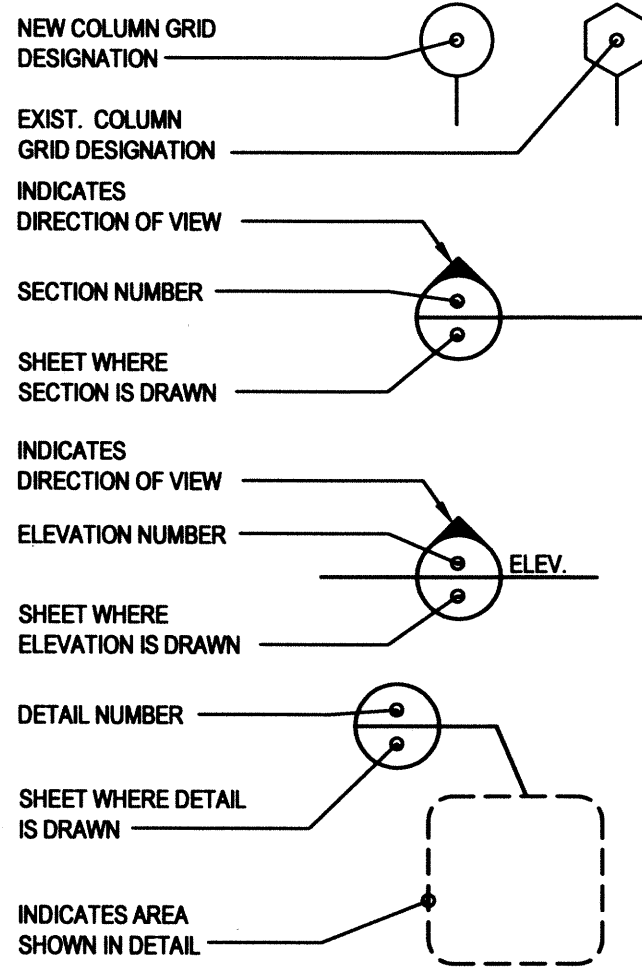 NEW COLUMN GRID
DESIGNATION
EXIST. COLUMN
GRID DESIGNATION
INDICATES
DIRECTION OF VIEW
SECTION NUMBER
SHEET WHERE
SECTION IS DRAWN
INDICATES
DIRECTION OF VIEW
ELEVATION NUMBER
ELEV.
SHEET WHERE
ELEVATION IS DRAWN
DETAIL NUMBER
SHEET WHERE DETAIL
IS DRAWN
INDICATES AREA
SHOWN IN DETAIL